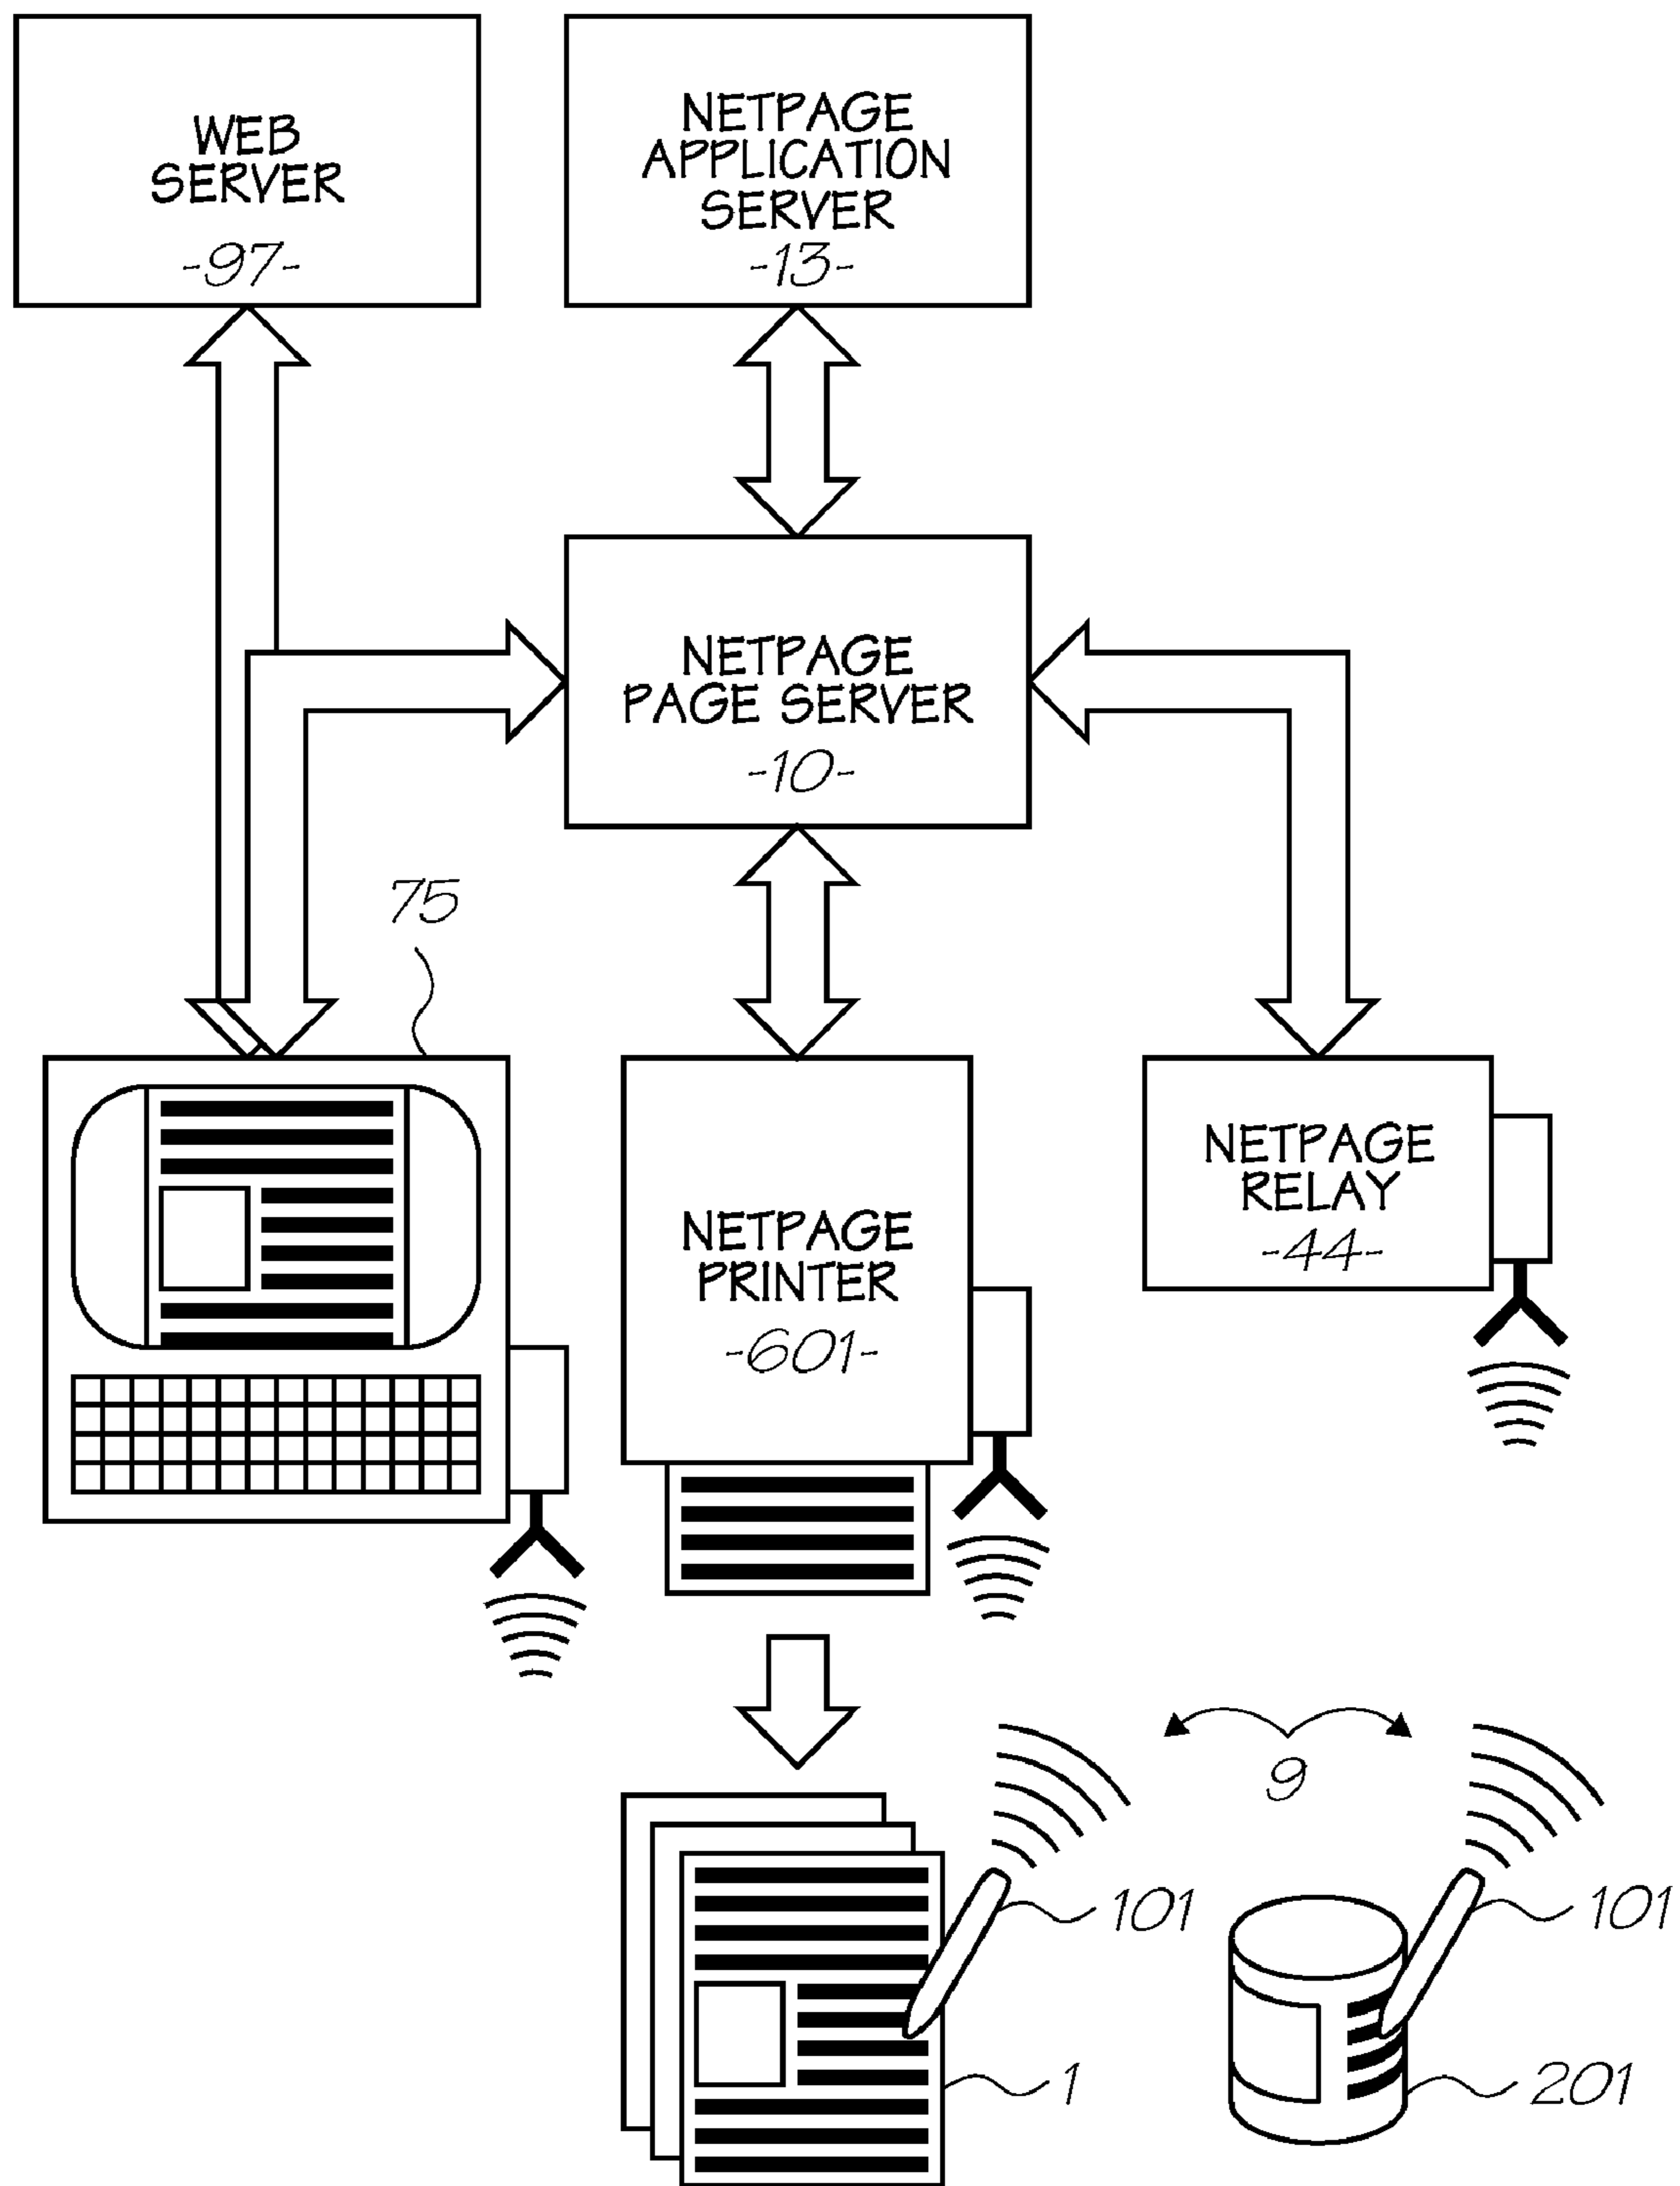 WEB
SERVER
-97-
NETPAGE
APPLICATION
SERVER
-13-
NETPAGE
PAGE SERVER
-10-
75
NETPAGE
PRINTER
-601-
NETPAGE
RELAY
-44-
9
101
101
1
201